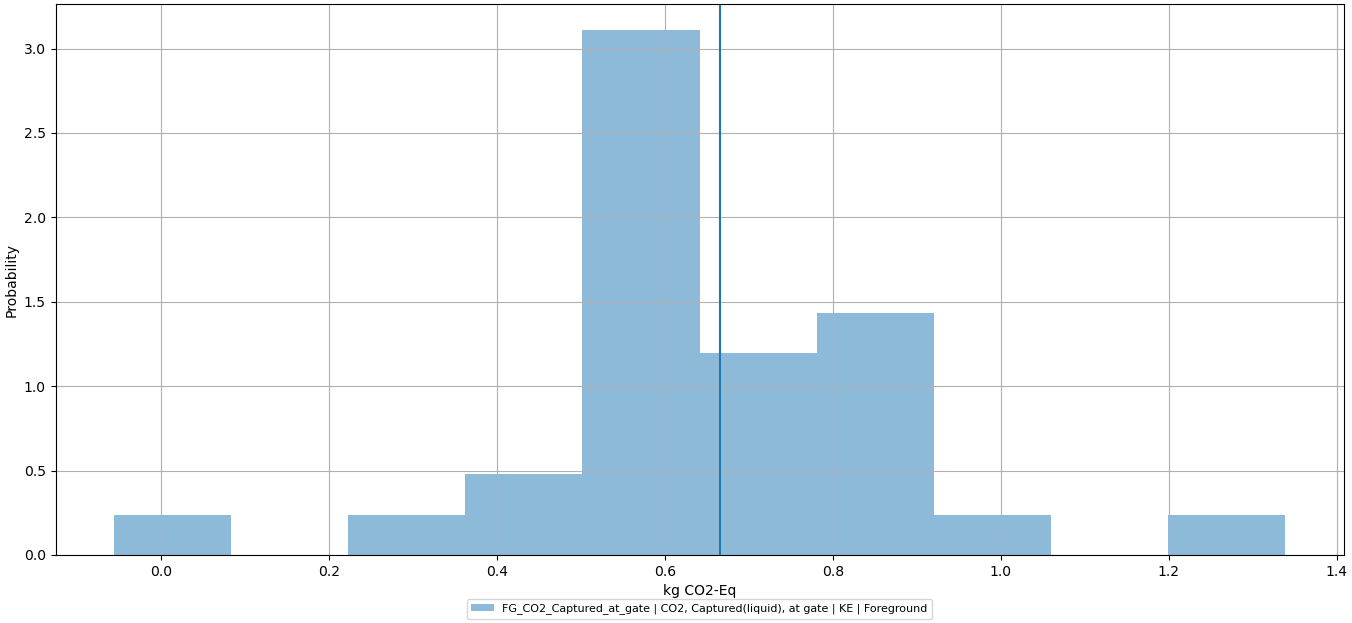 3.0
2.5
2.0
1.5
1.0
0.5
0.0
Probability
0.0 0.2 0.4 0.6 0.8 1.0 1.2 1.4
kg CO2-Eq
FG_CO2_Captured_at_gate | CO2, Captured(liquid), at gate | KE | Foreground